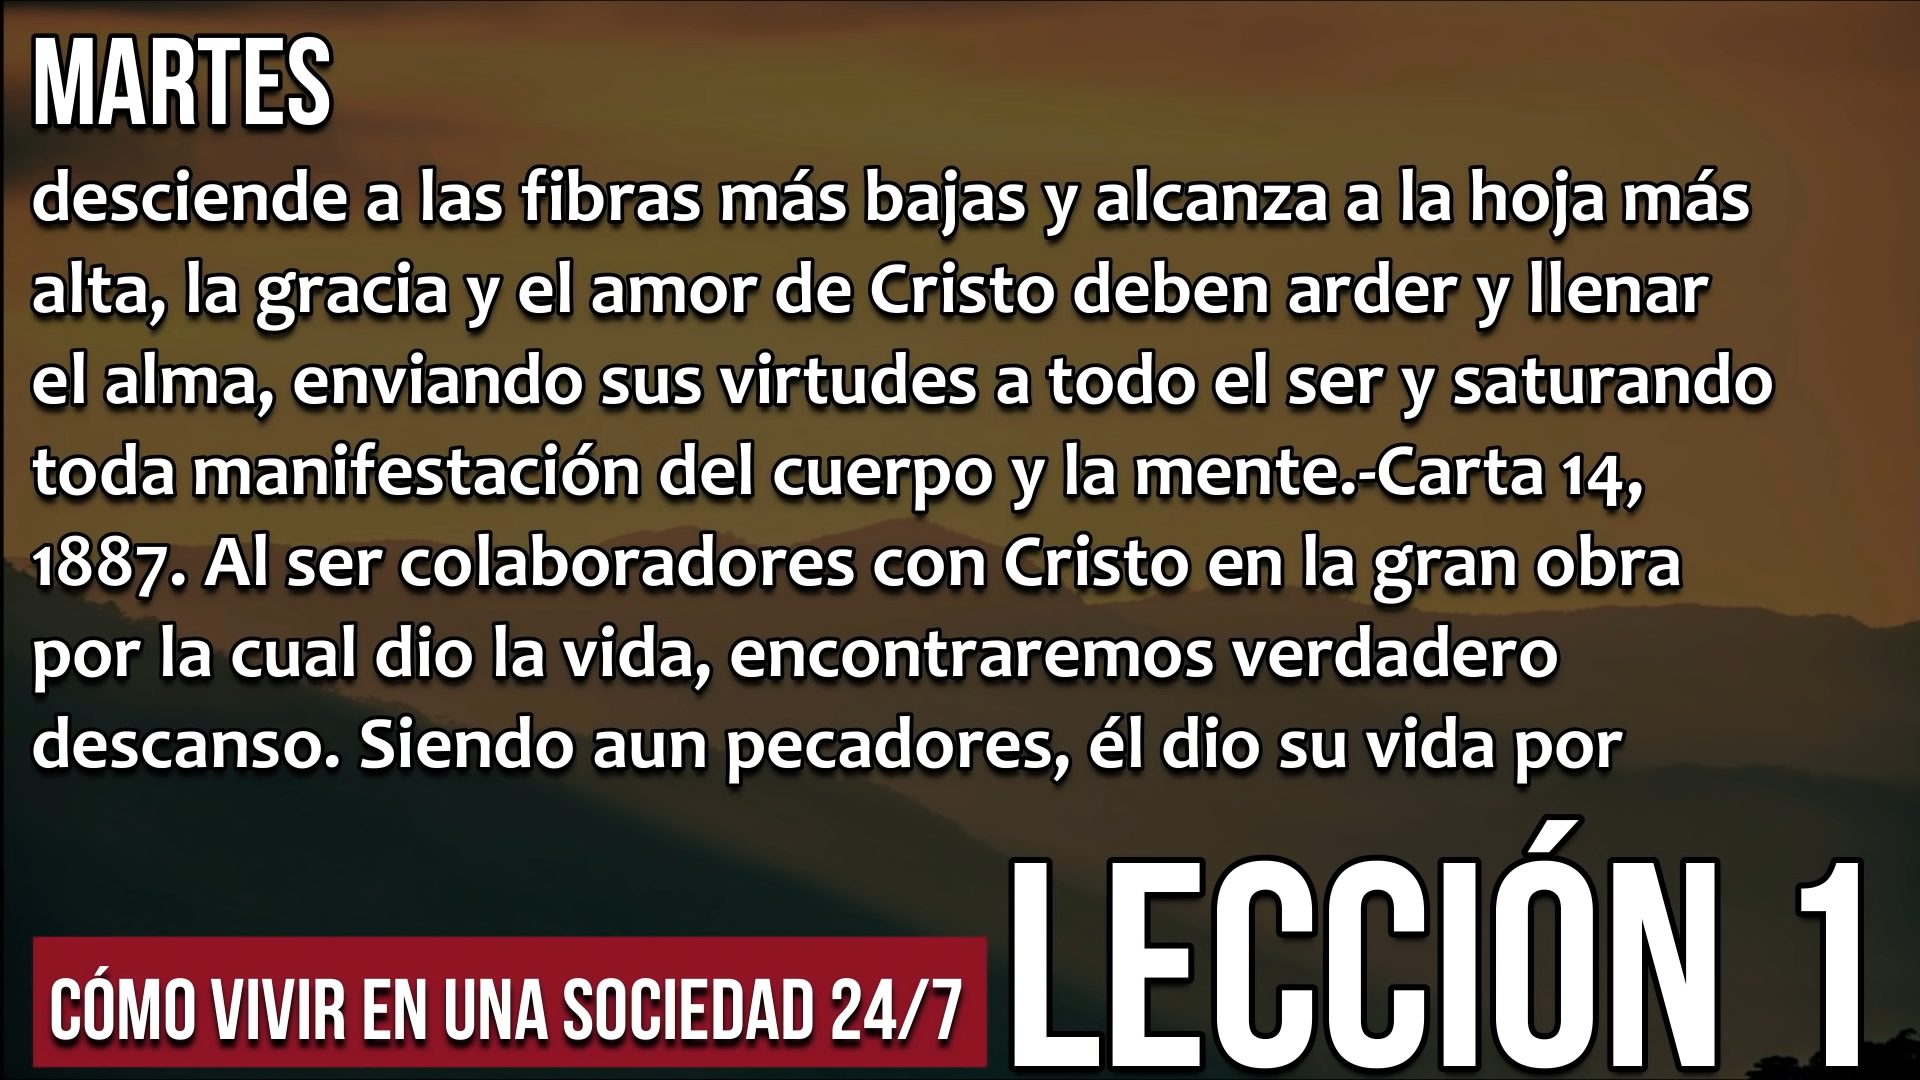 MARTES
desciende a las fibras más bajas y alcanza a la hoja más
alta, la gracia y el amor de Cristo deben arder y llenar
el alma, enviando sus virtudes a todo el ser y saturando
toda manifestación del cuerpo y la mente.-Carta 14,
1887. Al ser colaboradores con Cristo en la gran obra
por la cual dio la vida, encontraremos verdadero
descanso. Siendo aun pecadores, él dio su vida por
CÓMO VIVIR EN UNA SOCIEDAD 24/7
LECCIÓN 1